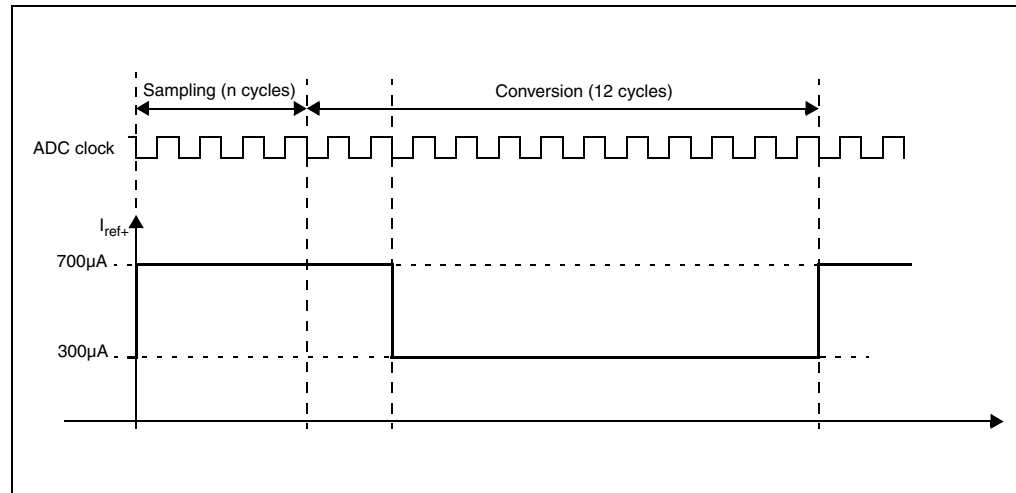 Sampling (n cycles)
Conversion (12 cycles)
ADC clock
Iref+
700µA
300µA